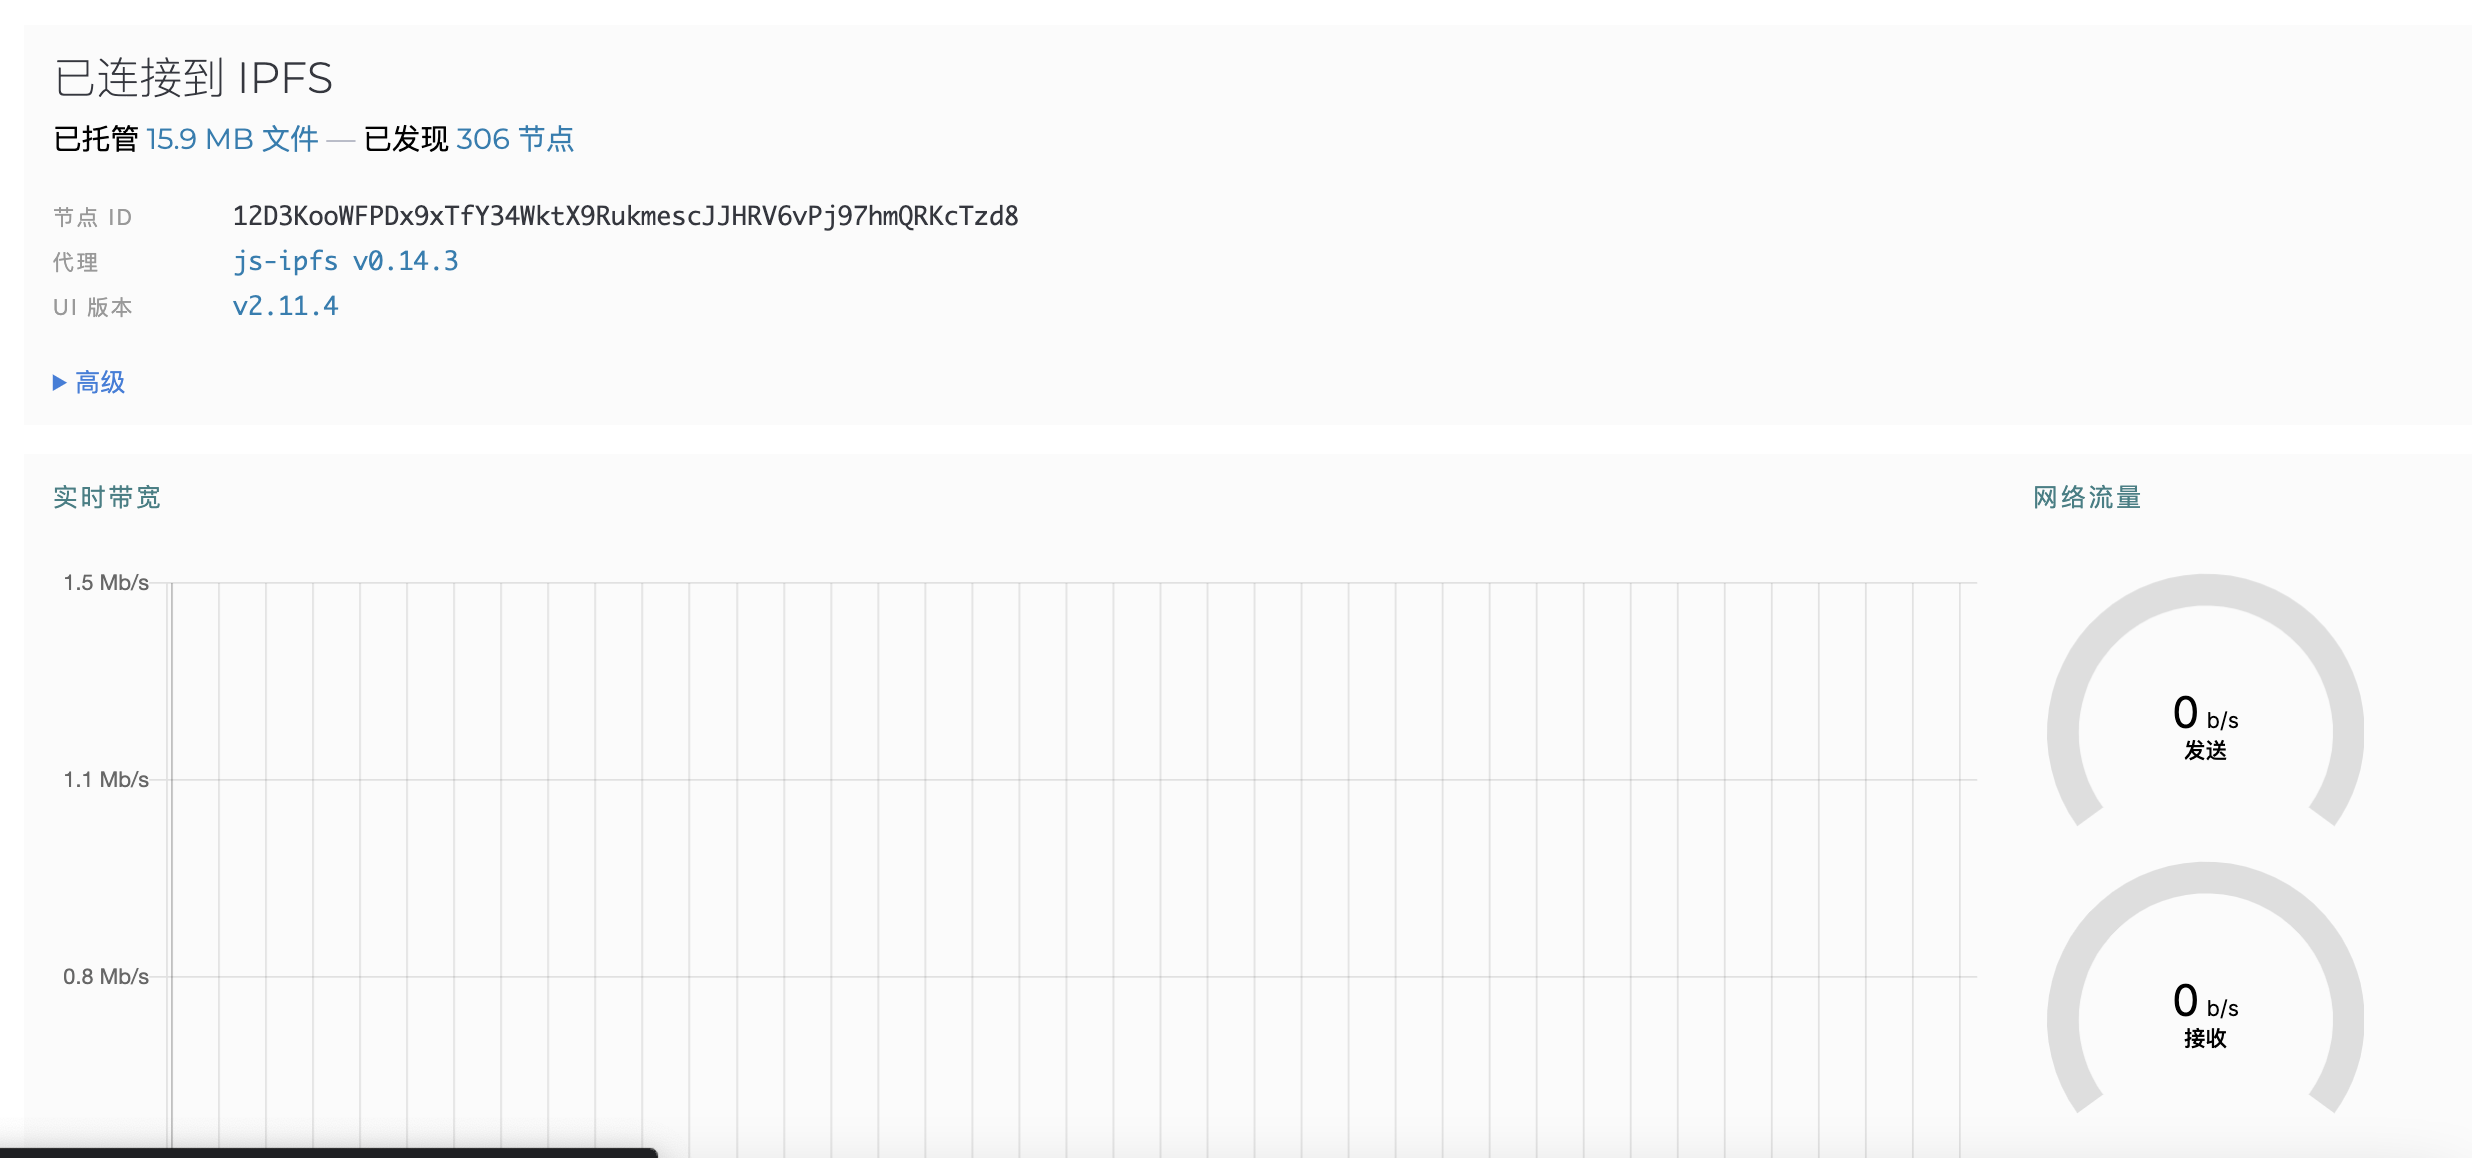 已连接到 IPFS
已托管 15.9 MB 文件 — 已发现 306 节点
节点 ID 12D3KooWFPDx9xTfY34WktX9RukmescJJHRV6vPj97hmQRKcTzd8
代理 js-ipfs v0.14.3
UI 版本 v2.11.4
▶ 高级
实时带宽
1.5 Mb/s
1.1 Mb/s
0.8 Mb/s
网络流量
0 b/s
发送
0 b/s
接收